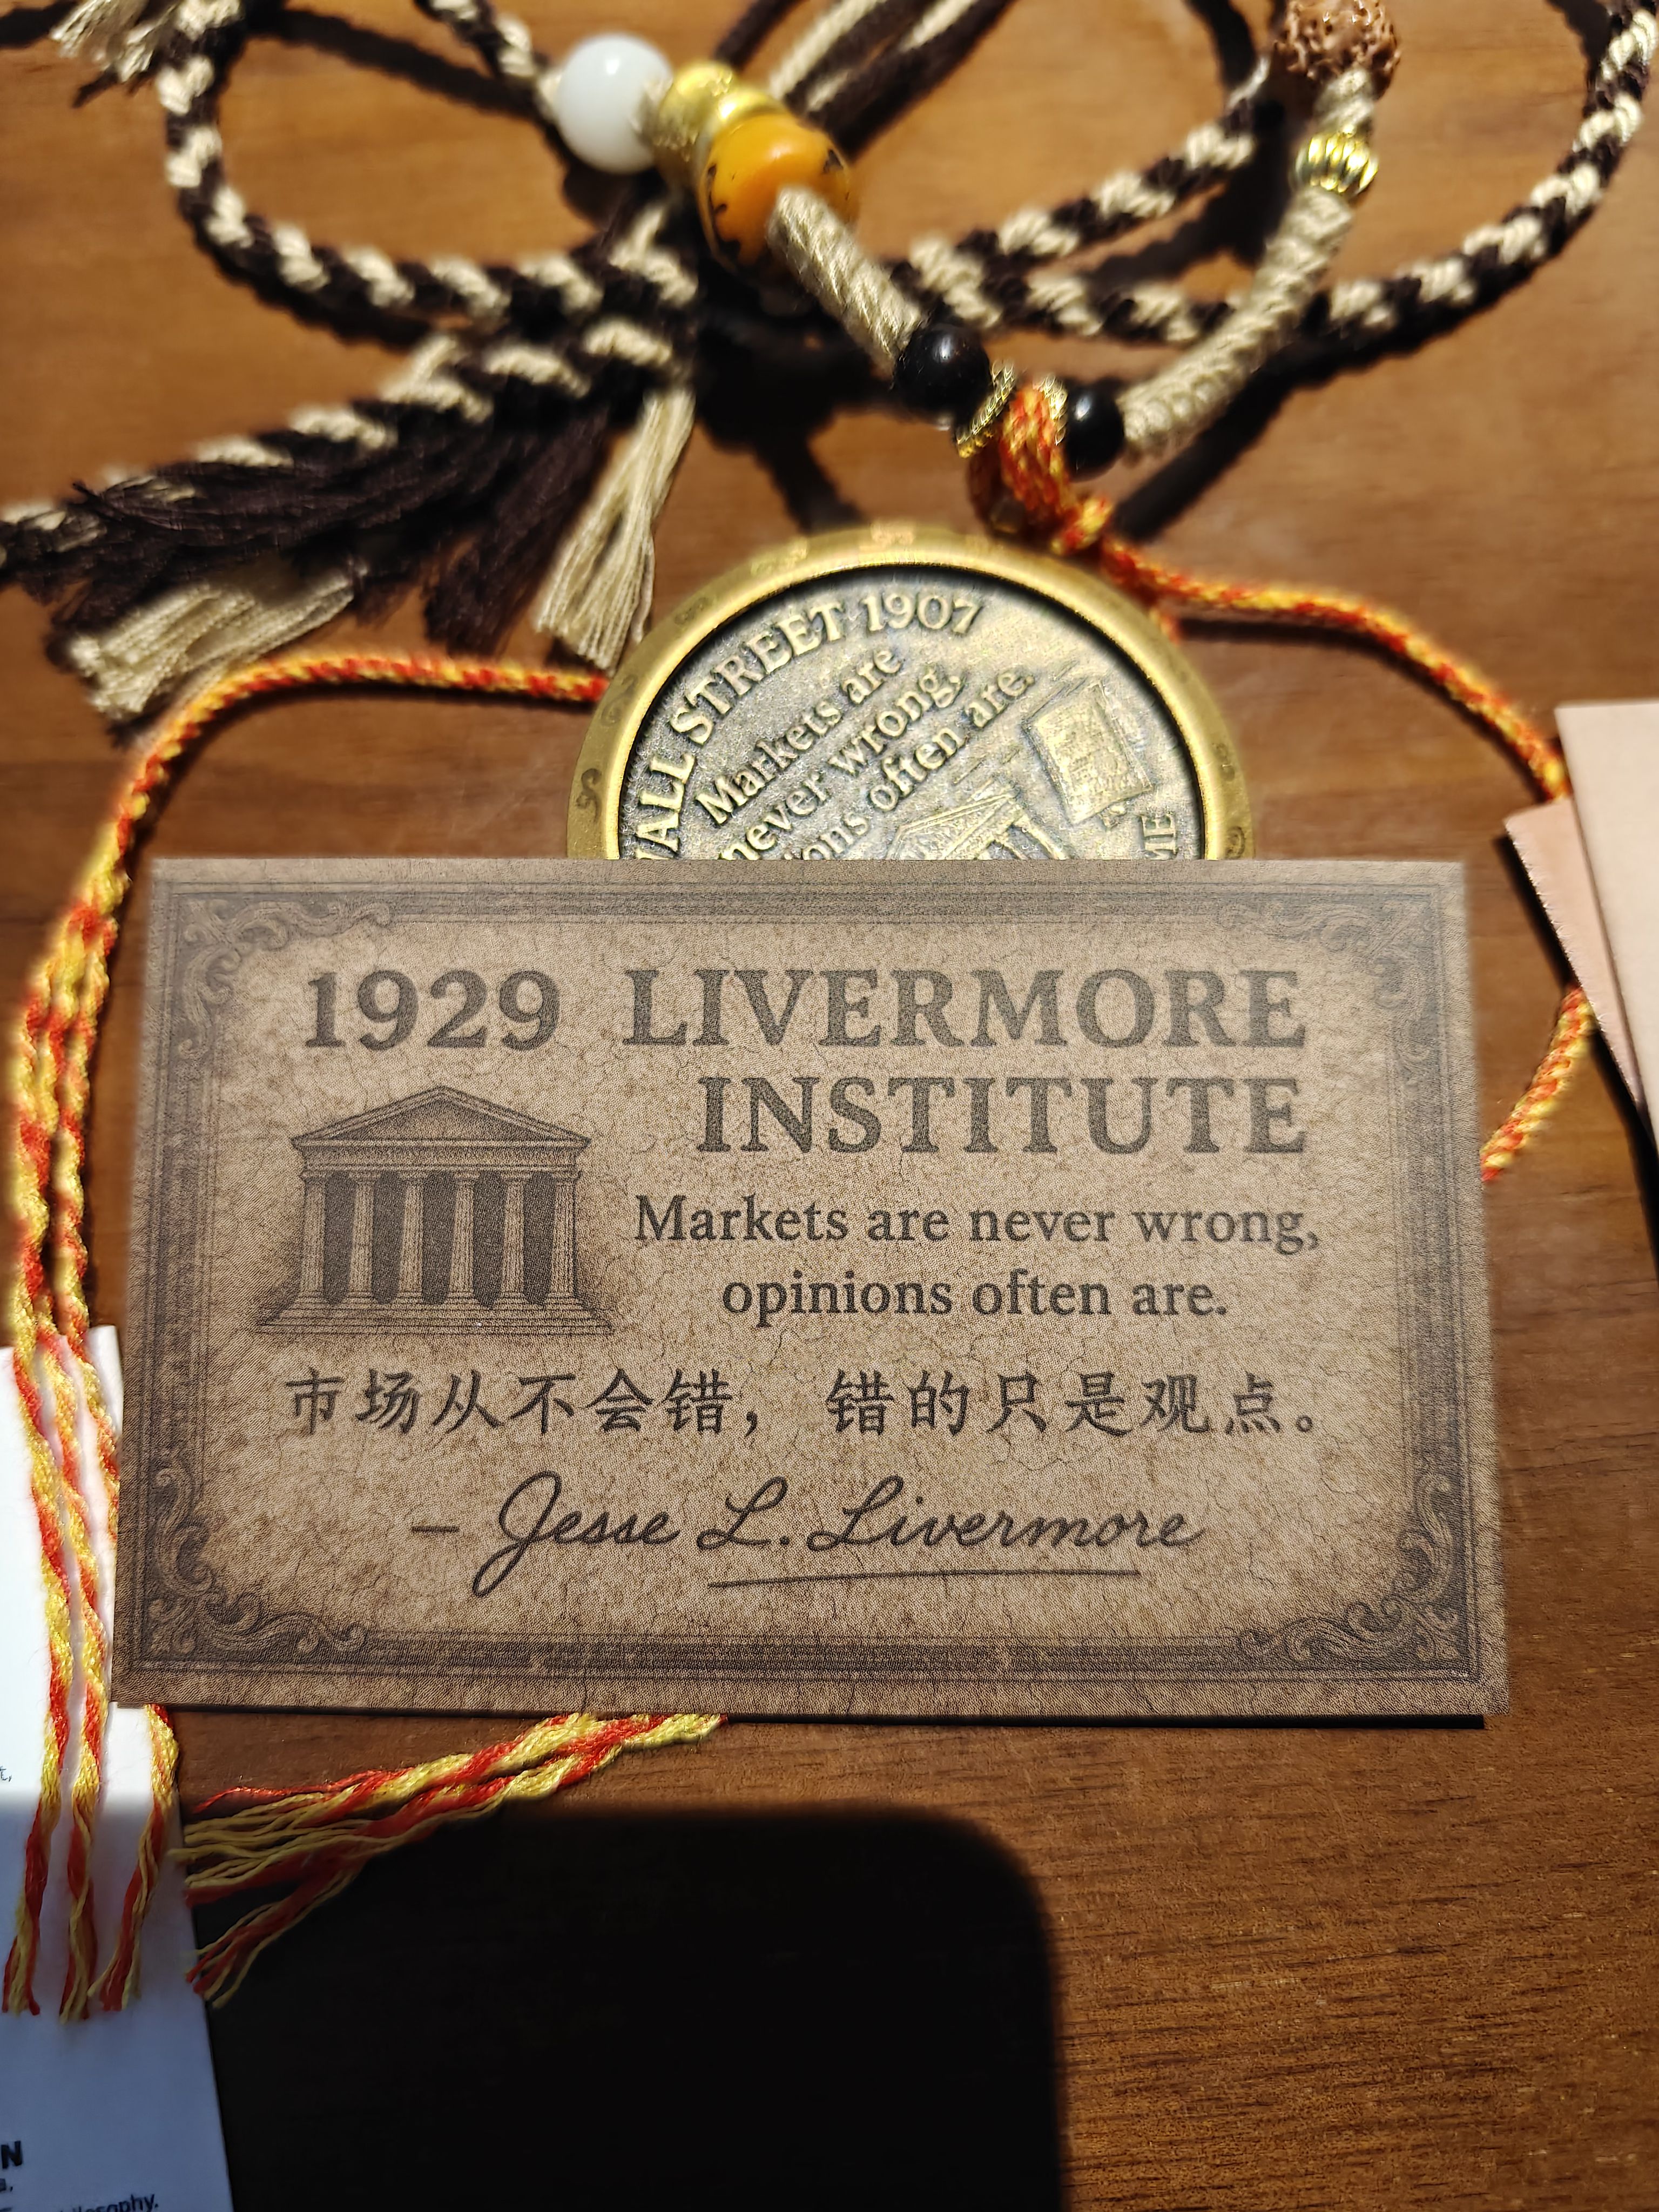 WALL STREET 1907
Markets are
never wrong,
often are.
1929 LIVERMORE
INSTITUTE
Markets are never wrong,
opinions often are.
市场从不会错，错的只是观点。
– Jesse L. Livermore